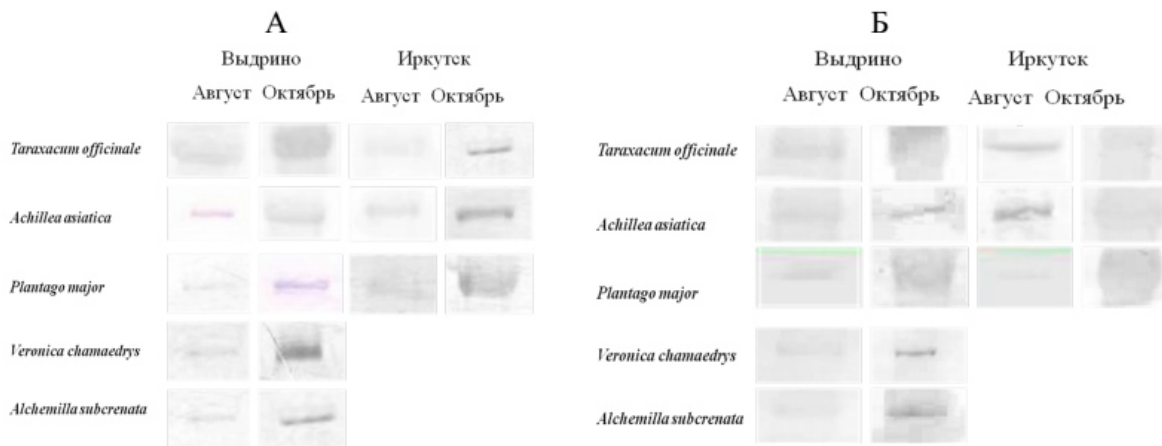 А
Выдрино Иркутск
Август Октябрь Август Октябрь
Taraxacum officinale
Achillea asiatica
Plantago major
Veronica chamaedrys
Alchemilla subcrenata
Б
Выдрино Иркутск
Август Октябрь Август Октябрь
Taraxacum officinale
Achillea asiatica
Plantago major
Veronica chamaedrys
Alchemilla subcrenata